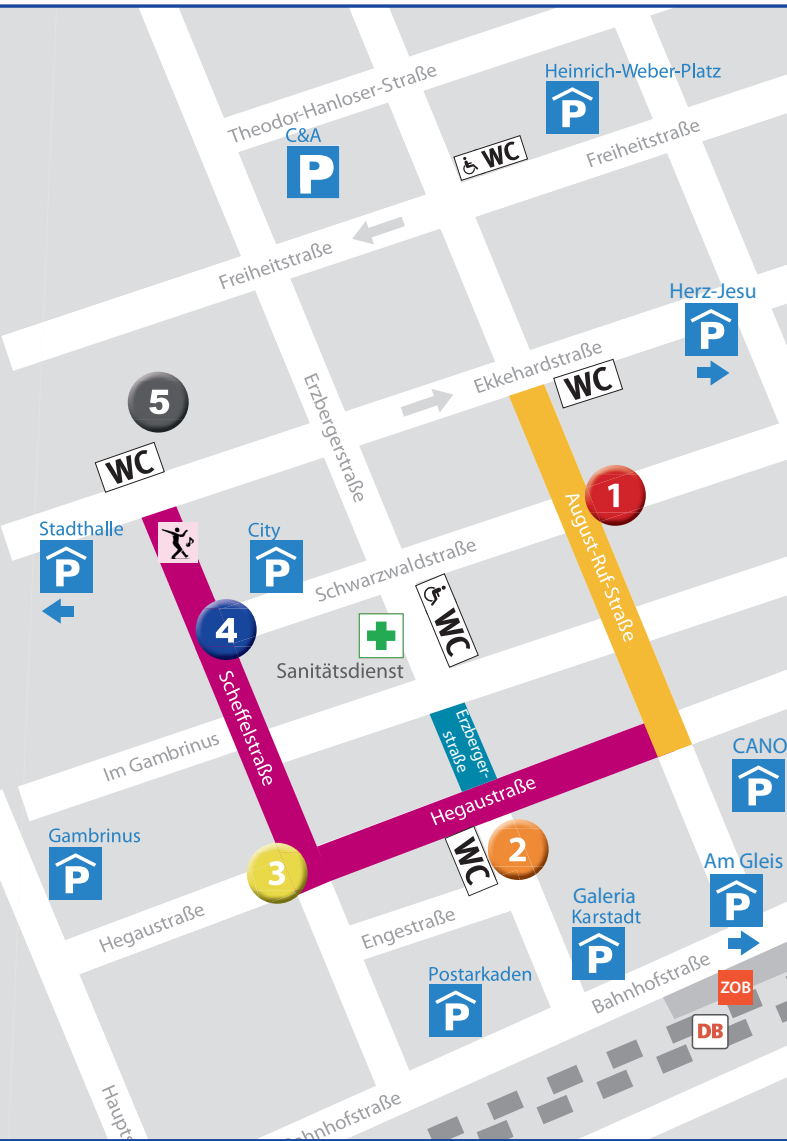 Heinrich-Weber-Platz
P
Theodor-Hanloser-Straße
C&A
P
WC
Freiheitstraße
Freiheitstraße
Herz-Jesu
P
Ekkehardstraße
WC
5
Erzbergerstraße
WC
1
August-Ruf-Straße
Stadthalle
P
City
P
Schwarzwaldstraße
WC
4
Sanitätsdienst
Scheffelstraße
Im Gambrinus
Erzberger-
straße
CANO
P
Hegaustraße
Gambrinus
P
3
WC
2
Am Gleis
P
Hegaustraße
Engestraße
Galeria
Karstadt
P
Postarkaden
P
Bahnhofstraße
ZOB
DB
Haupts
ahnhofstraße